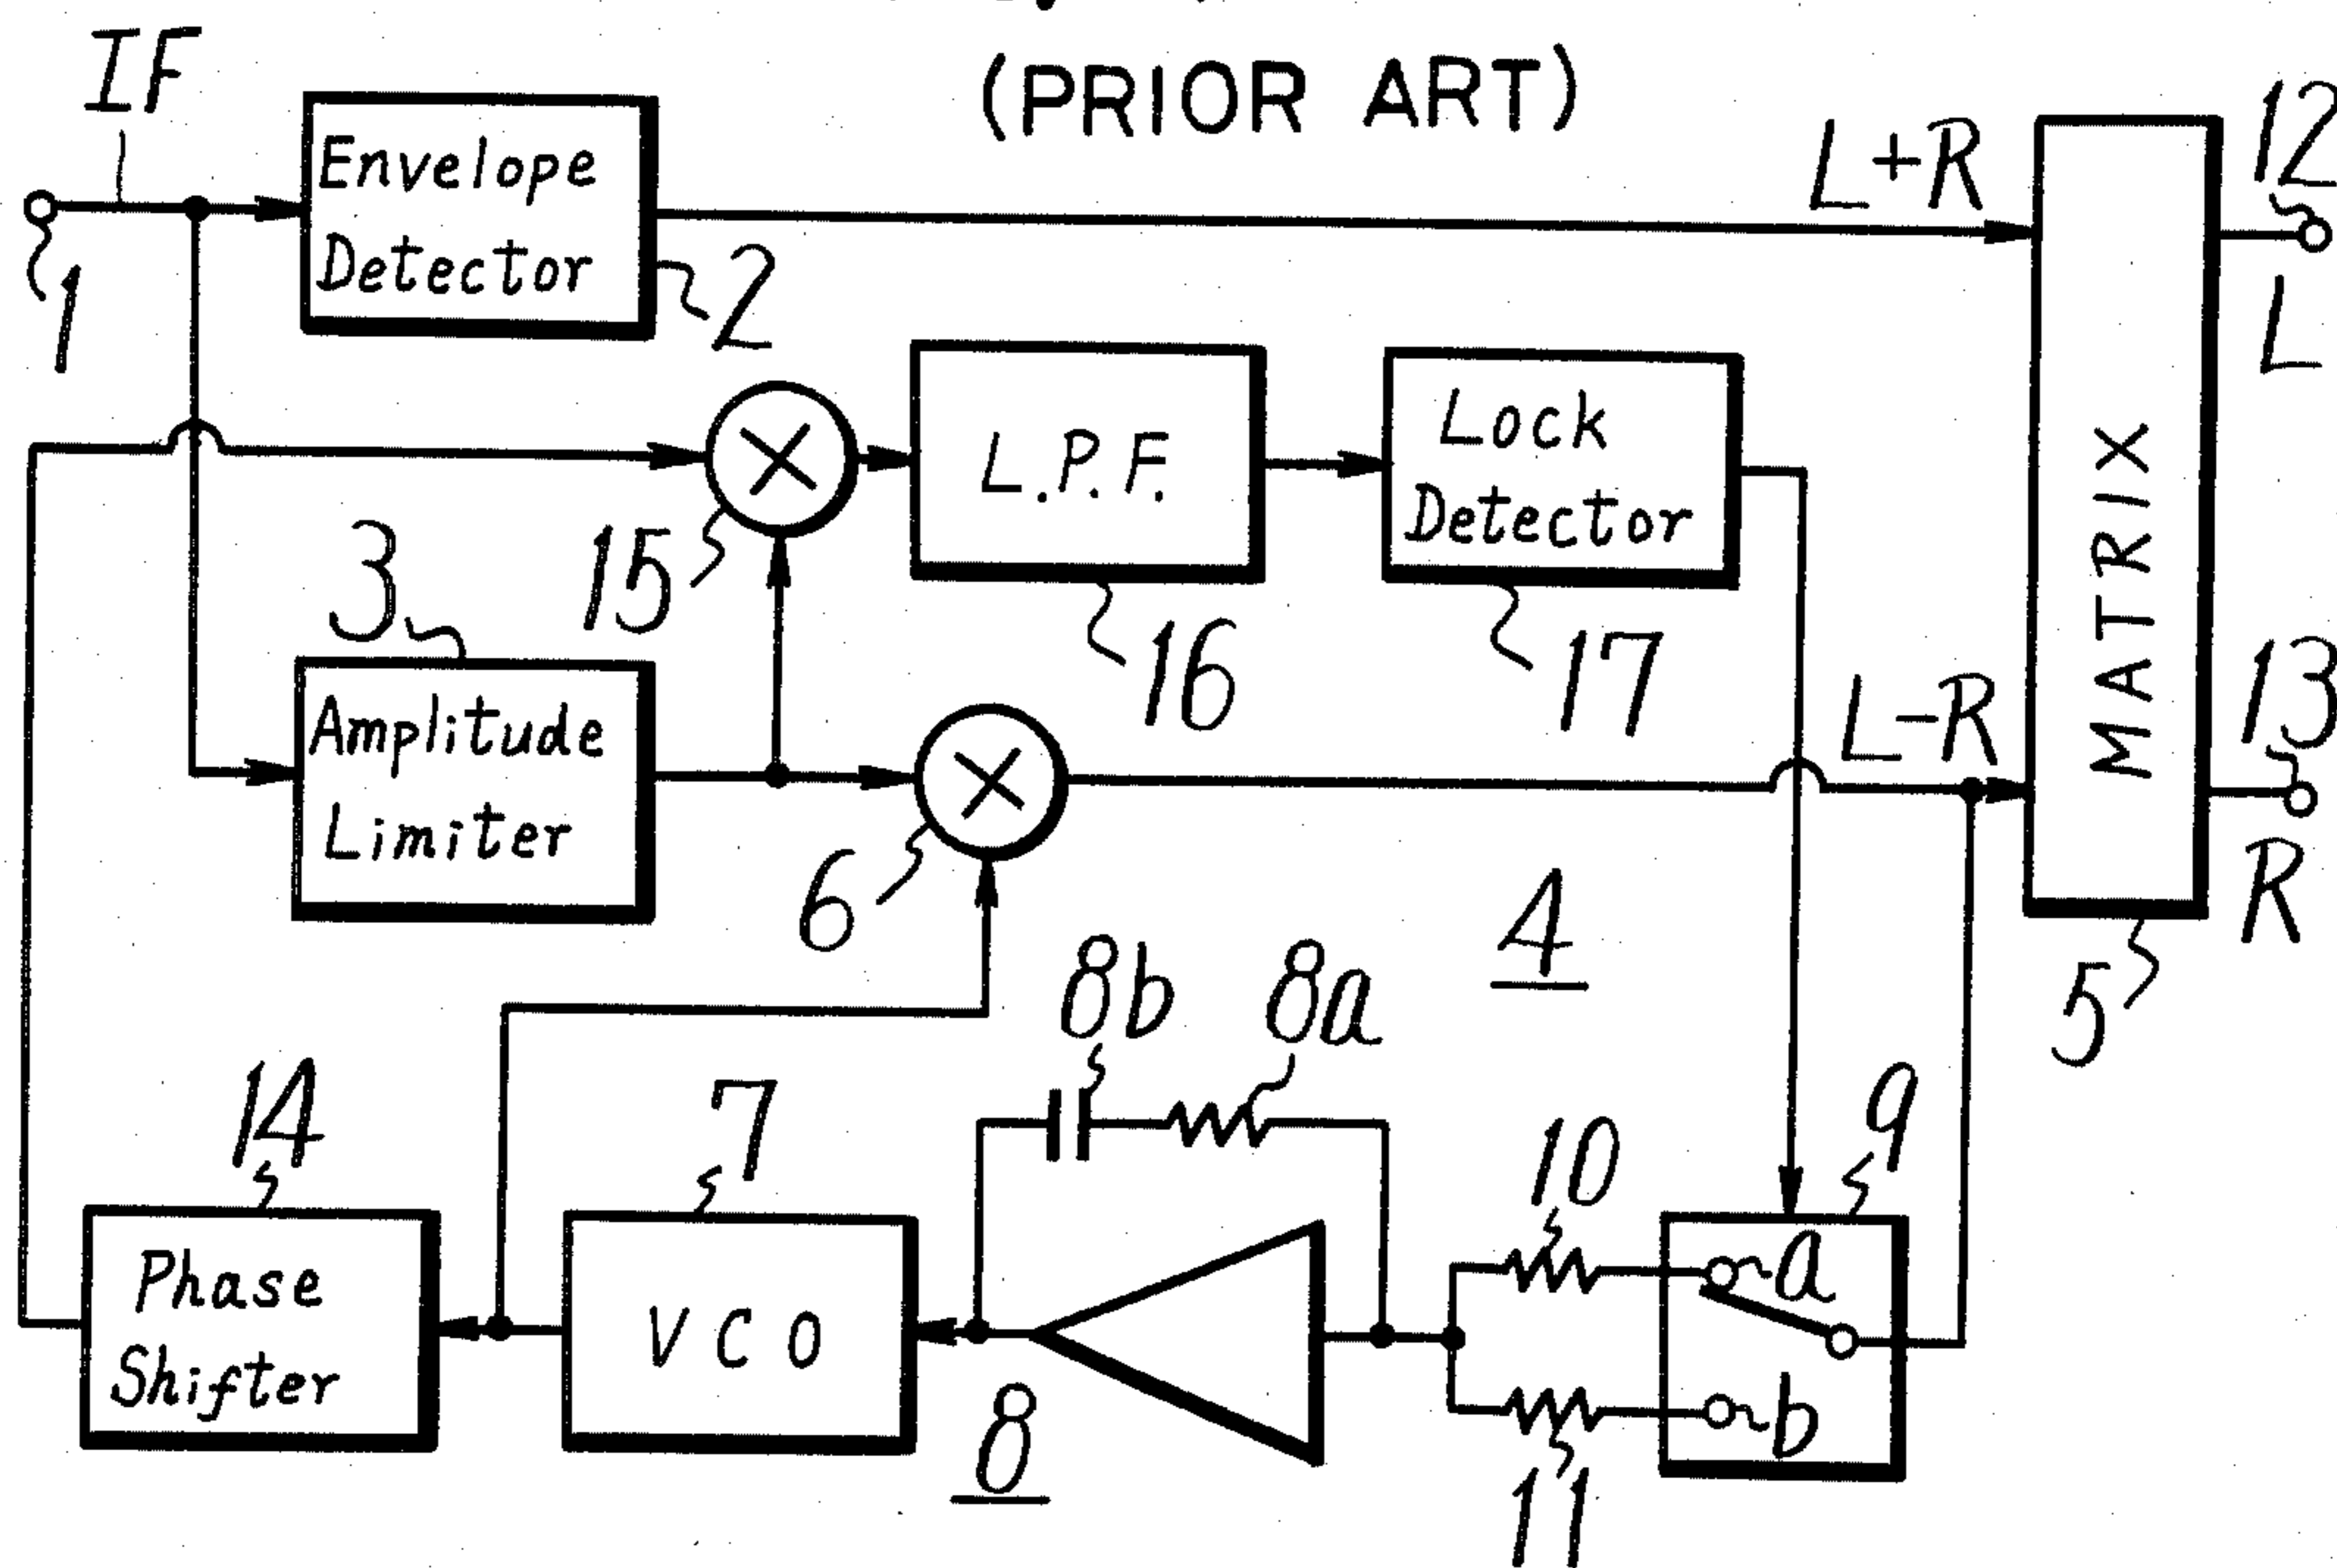 (PRIOR ART)
IF
1
Envelope
Detector
2
L+R
12
L
15
L.P.F.
16
Lock
Detector
17
MATRIX
3
Amplitude
Limiter
6
L-R
13
R
4
5
8b
8a
14
Phase
Shifter
7
VCO
8
10
11
9
a
b